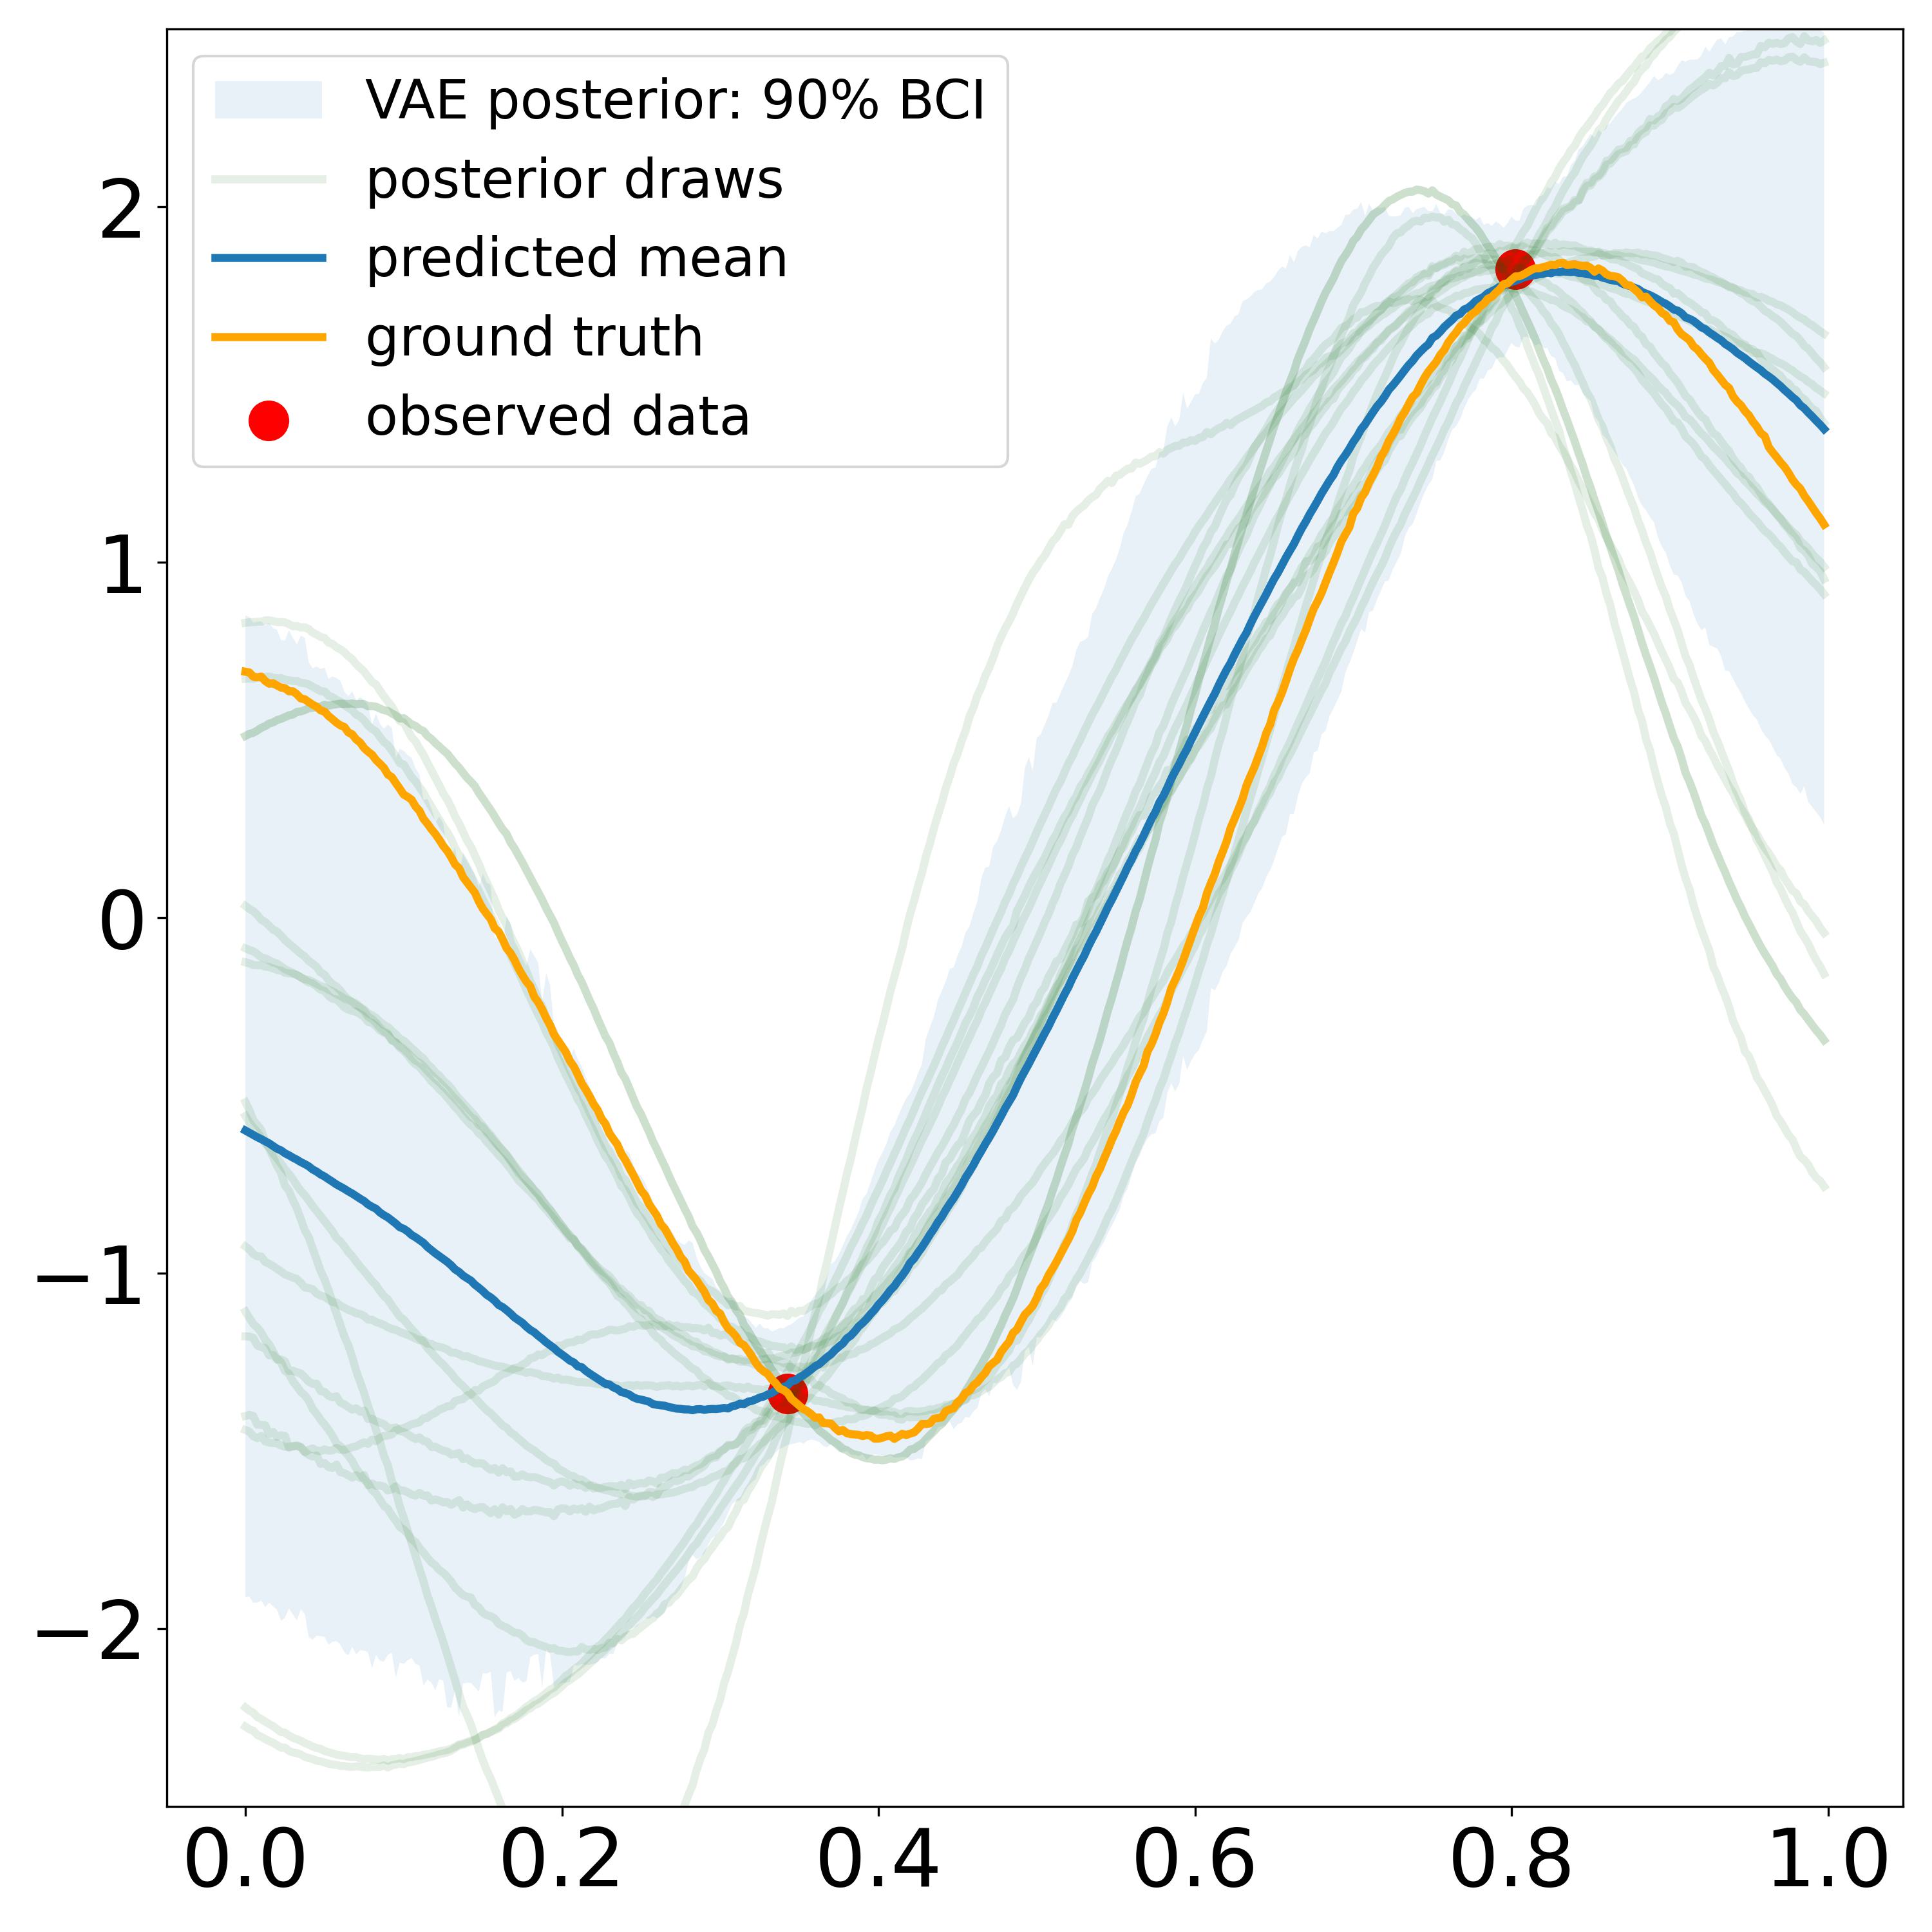 VAE posterior: 90% BCI
posterior draws
predicted mean
ground truth
observed data
2
1
0
−1
−2
0.0 0.2 0.4 0.6 0.8 1.0